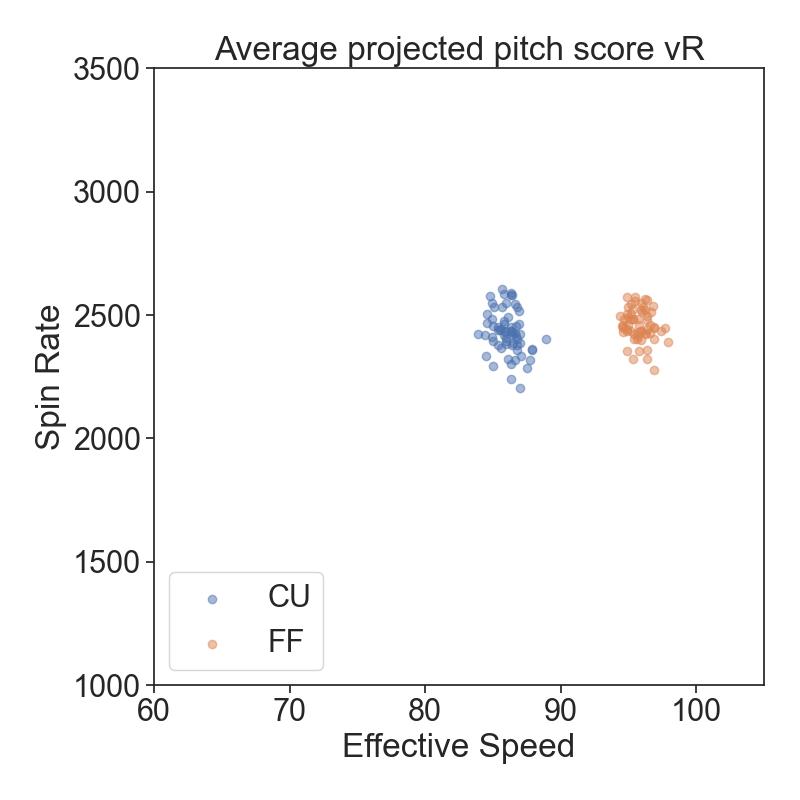 Average projected pitch score vR
3500
3000
2500
2000
1500
1000
Spin Rate
CU
FF
60 70 80 90 100
Effective Speed